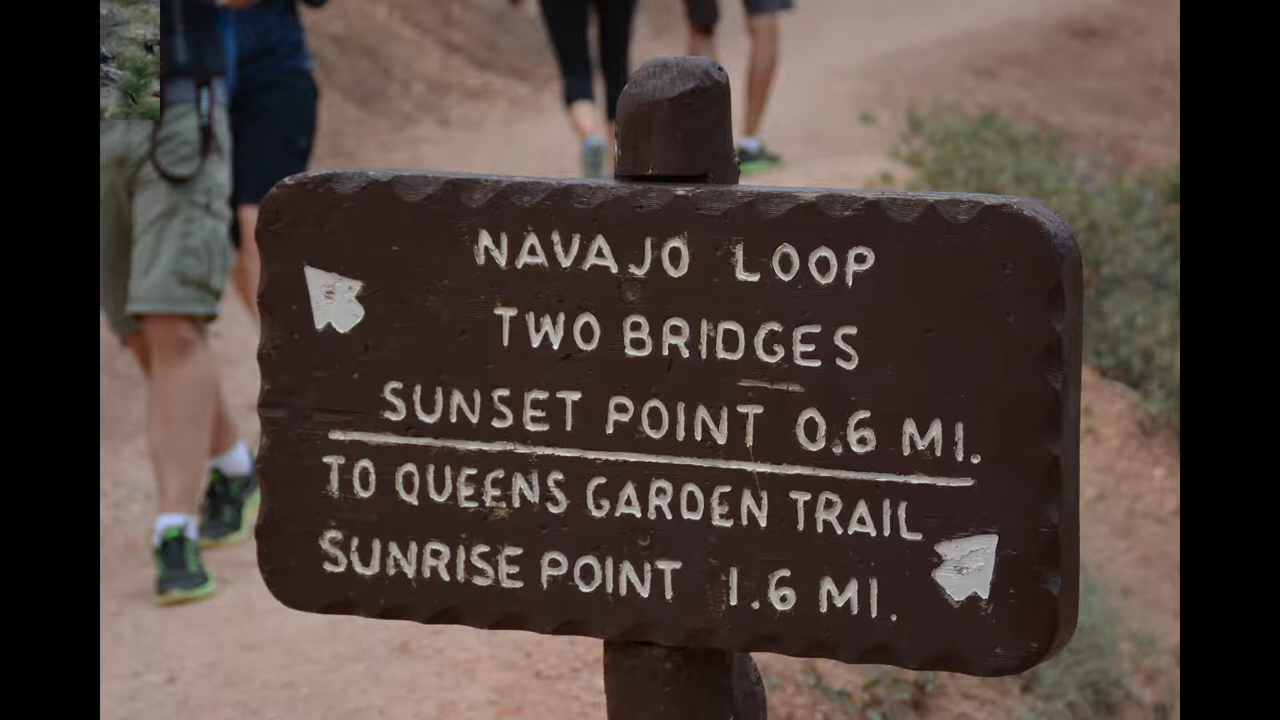 NAVAJO LOOP
TWO BRIDGES
SUNSET POINT 0.6 MI.
TO QUEENS GARDEN TRAIL
SUNRISE POINT 1.6 MI.